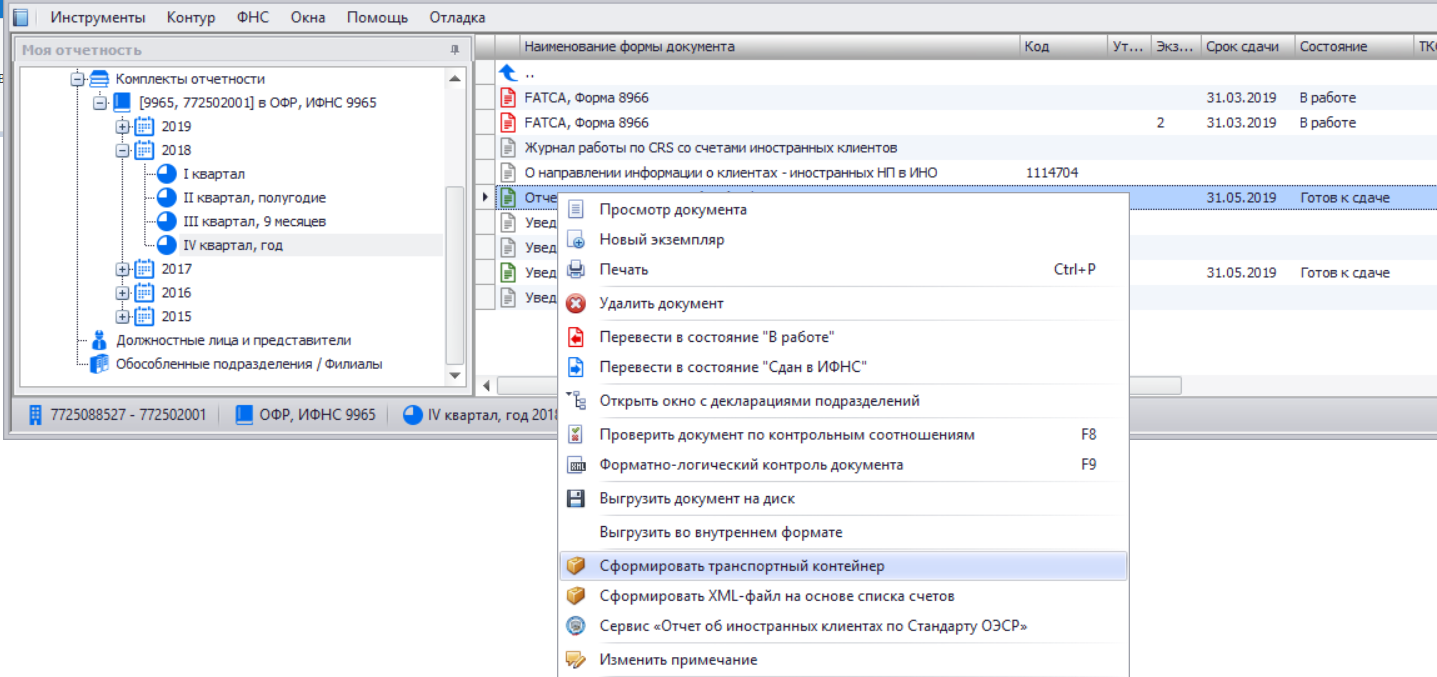 Инструменты Контур ФНС Окна Помощь Отладка
Моя отчетность
Комплекты отчетности
[9965, 772502001] в ОФР, ИФНС 9965
2019
2018
I квартал
II квартал, полугодие
III квартал, 9 месяцев
IV квартал, год
2017
2016
2015
Должностные лица и представители
Обособленные подразделения / Филиалы
Наименование формы документа Код Ут... Экз... Срок сдачи Состояние ТК
..
FATCA, Форма 8966 31.03.2019 В работе
FATCA, Форма 8966 2 31.03.2019 В работе
Журнал работы по CRS со счетами иностранных клиентов
О направлении информации о клиентах - иностранных НП в ИНО 1114704
Отче 31.05.2019 Готов к сдаче
Увед
Увед
Увед 31.05.2019 Готов к сдаче
Увед
Просмотр документа
Новый экземпляр
Печать Ctrl+P
Удалить документ
Перевести в состояние "В работе"
Перевести в состояние "Сдан в ИФНС"
Открыть окно с декларациями подразделений
Проверить документ по контрольным соотношениям F8
Форматно-логический контроль документа F9
Выгрузить документ на диск
Выгрузить во внутреннем формате
Сформировать транспортный контейнер
Сформировать XML-файл на основе списка счетов
Сервис «Отчет об иностранных клиентах по Стандарту ОЭСР»
Изменить примечание
7725088527 - 772502001 ОФР, ИФНС 9965 IV квартал, год 2018